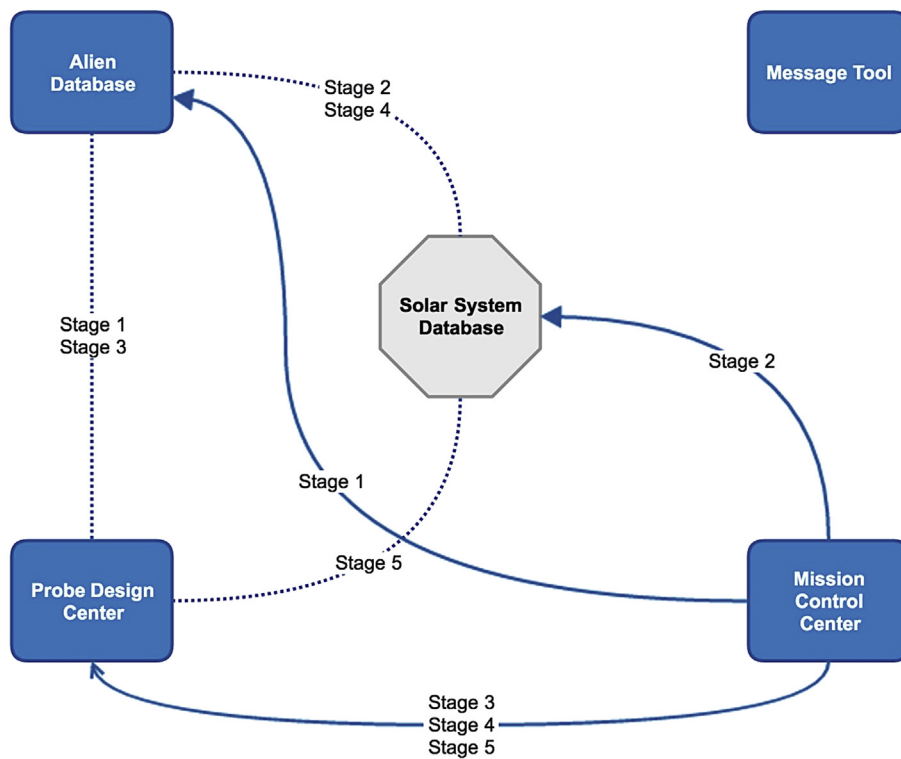 Alien
Database
Message Tool
Stage 2
Stage 4
Solar System
Database
Stage 1
Stage 3
Stage 2
Stage 1
Stage 5
Probe Design
Center
Mission
Control
Center
Stage 3
Stage 4
Stage 5